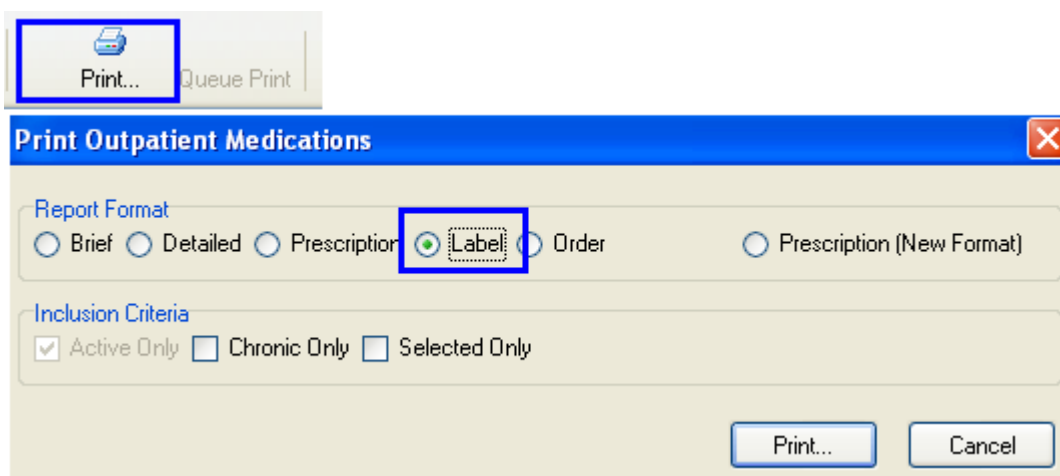 Print... Queue Print
Print Outpatient Medications
Report Format
Brief Detailed Prescription Label Order Prescription (New Format)
Inclusion Criteria
Active Only Chronic Only Selected Only
Print... Cancel